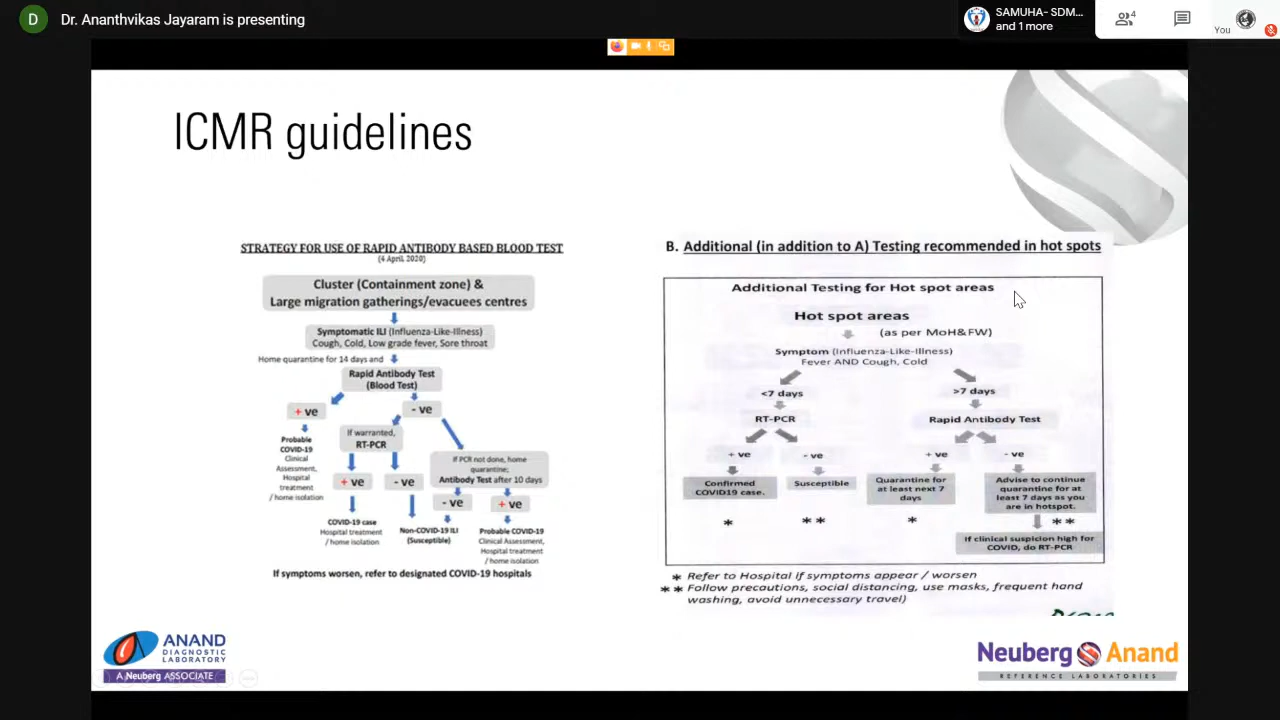 D Dr. Ananthvikas Jayaram is presenting
SAMUHA- SDM...
and 1 more
4
You
ICMR guidelines
STRATEGY FOR USE OF RAPID ANTIBODY BASED BLOOD TEST
(4 April, 2020)
Cluster (Containment zone) &
Large migration gatherings/evacuees centres
Symptomatic ILI (Influenza-Like-Illness)
Cough, Cold, Low grade fever, Sore throat
Home quarantine for 14 days and
Rapid Antibody Test
(Blood Test)
+ ve
- ve
Probable
COVID-19
Clinical
Assessment,
Hospital
treatment
/home isolation
If warranted,
RT-PCR
If PCR not done, home
quarantine;
Antibody Test after 10 days
+ ve
- ve
- ve
+ ve
COVID-19 case
Hospital treatment
/ home isolation
Non-COVID-19 ILI
(Susceptible)
Probable COVID-19
Clinical Assessment,
Hospital treatment
/home isolation
If symptoms worsen, refer to designated COVID-19 hospitals
B. Additional (in addition to A) Testing recommended in hot spots
Additional Testing for Hot spot areas
Hot spot areas
(as per MoH&FW)
Symptom (Influenza-Like-Illness)
Fever AND Cough, Cold
<7 days
>7 days
RT-PCR
Rapid Antibody Test
+ ve
- ve
+ ve
- ve
Confirmed
COVID19 case.
Susceptible
Quarantine for
at least next 7
days
Advise to continue
quarantine for at
least 7 days as you
are in hotspot.
*
* *
*
* *
If clinical suspicion high for
COVID, do RT-PCR
* Refer to Hospital if symptoms appear / worsen
* * Follow precautions, social distancing, use masks, frequent hand
washing, avoid unnecessary travel)
ANAND
DIAGNOSTIC
LABORATORY
A Neuberg ASSOCIATE
Neuberg Anand
REFERENCE LABORATORIES